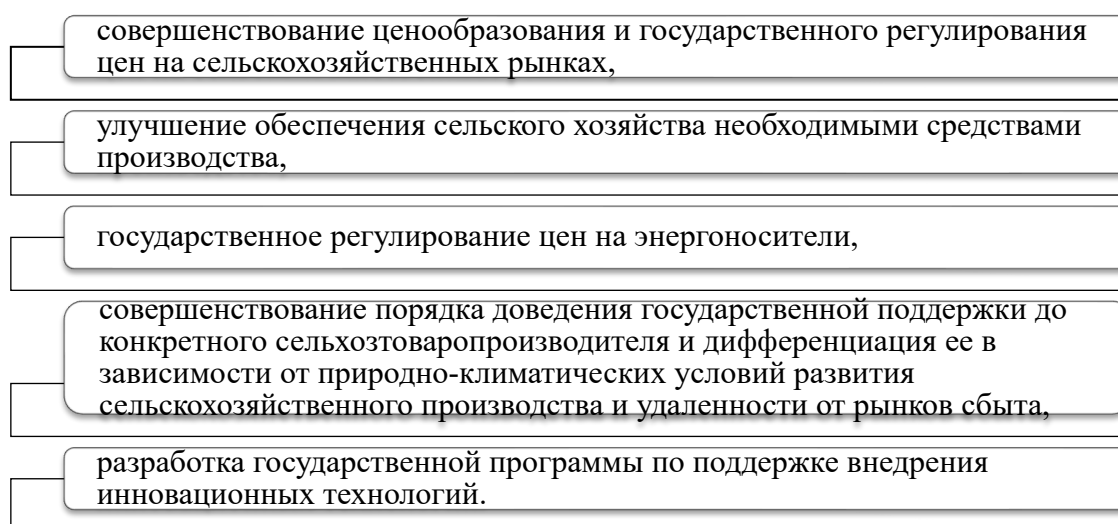 совершенствование ценообразования и государственного регулирования
цен на сельскохозяйственных рынках,
улучшение обеспечения сельского хозяйства необходимыми средствами
производства,
государственное регулирование цен на энергоносители,
совершенствование порядка доведения государственной поддержки до
конкретного сельхозтоваропроизводителя и дифференциация ее в
зависимости от природно-климатических условий развития
сельскохозяйственного производства и удаленности от рынков сбыта,
разработка государственной программы по поддержке внедрения
инновационных технологий.